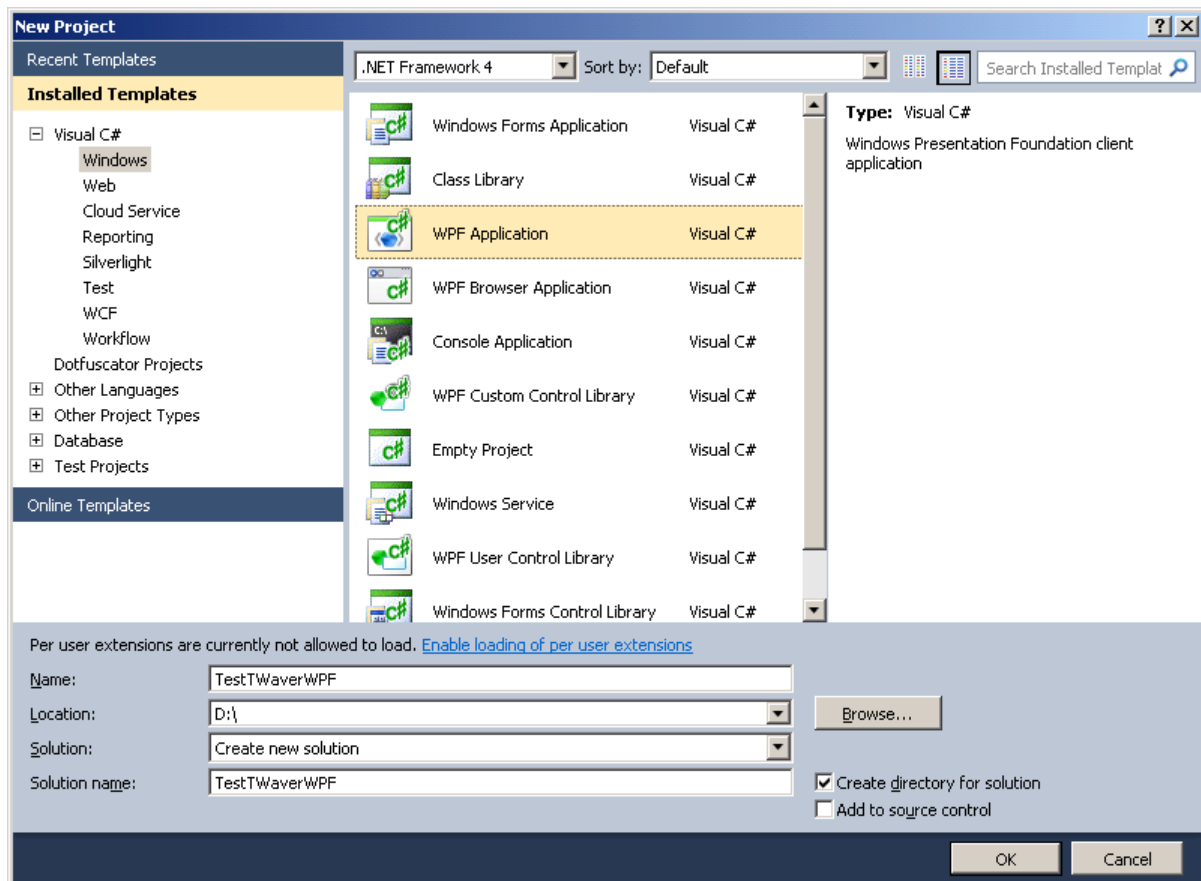 New Project
Recent Templates
Installed Templates
Visual C#
Windows
Web
Cloud Service
Reporting
Silverlight
Test
WCF
Workflow
Dotfuscator Projects
Other Languages
Other Project Types
Database
Test Projects
Online Templates
.NET Framework 4 Sort by: Default Search Installed Templat
Windows Forms Application Visual C#
Class Library Visual C#
WPF Application Visual C#
WPF Browser Application Visual C#
Console Application Visual C#
WPF Custom Control Library Visual C#
Empty Project Visual C#
Windows Service Visual C#
WPF User Control Library Visual C#
Windows Forms Control Library Visual C#
Type: Visual C#
Windows Presentation Foundation client
application
Per user extensions are currently not allowed to load. Enable loading of per user extensions
Name: TestTWaverWPF
Location: D:\ Browse...
Solution: Create new solution
Solution name: TestTWaverWPF
Create directory for solution
Add to source control
OK Cancel